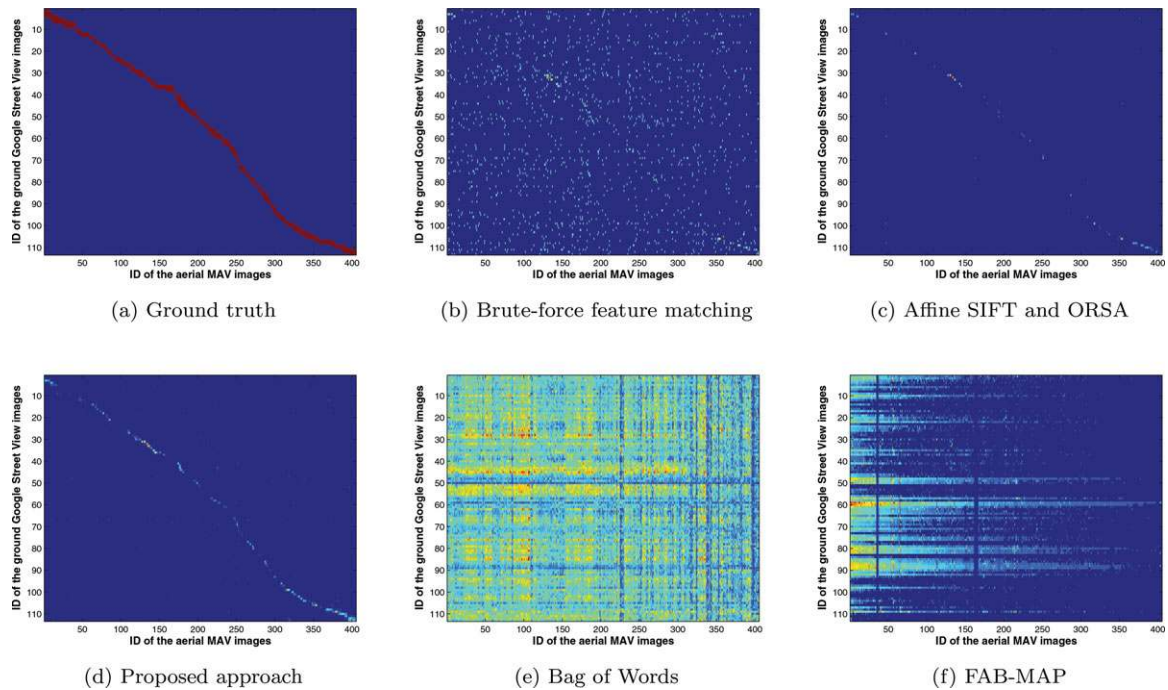 ID of the ground Google Street View images
10
20
30
40
50
60
70
80
90
100
110
50 100 150 200 250 300 350 400
ID of the aerial MAV images
(a) Ground truth
ID of the ground Google Street View images
10
20
30
40
50
60
70
80
90
100
110
50 100 150 200 250 300 350 400
ID of the aerial MAV images
(b) Brute-force feature matching
ID of the ground Google Street View images
10
20
30
40
50
60
70
80
90
100
110
50 100 150 200 250 300 350 400
ID of the aerial MAV images
(c) Affine SIFT and ORSA
ID of the ground Google Street View images
10
20
30
40
50
60
70
80
90
100
110
50 100 150 200 250 300 350 400
ID of the aerial MAV images
(d) Proposed approach
ID of the ground Google Street View images
10
20
30
40
50
60
70
80
90
100
110
50 100 150 200 250 300 350 400
ID of the aerial MAV images
(e) Bag of Words
ID of the ground Google Street View images
10
20
30
40
50
60
70
80
90
100
110
50 100 150 200 250 300 350 400
ID of the aerial MAV images
(f) FAB-MAP